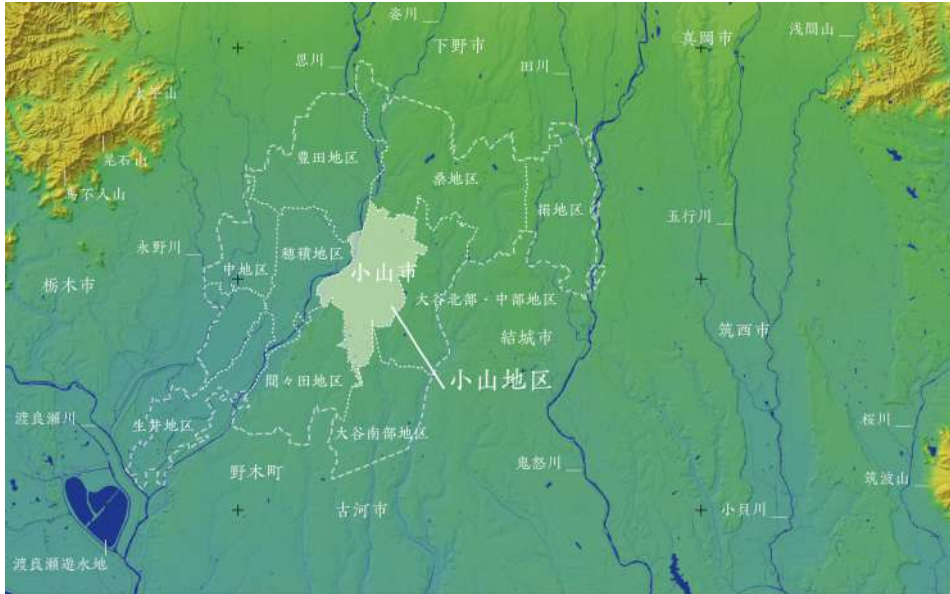 姿川
下野市
真岡市
浅間山
思川
田川
太平山
晃石山
馬不入山
豊田地区
桑地区
絹地区
五行川
永野川
中地区
穂積地区
小山市
栃木市
大谷北部・中部地区
結城市
筑西市
間々田地区
小山地区
渡良瀬川
生井地区
大谷南部地区
桜川
野木町
鬼怒川
筑波山
古河市
小貝川
渡良瀬遊水地